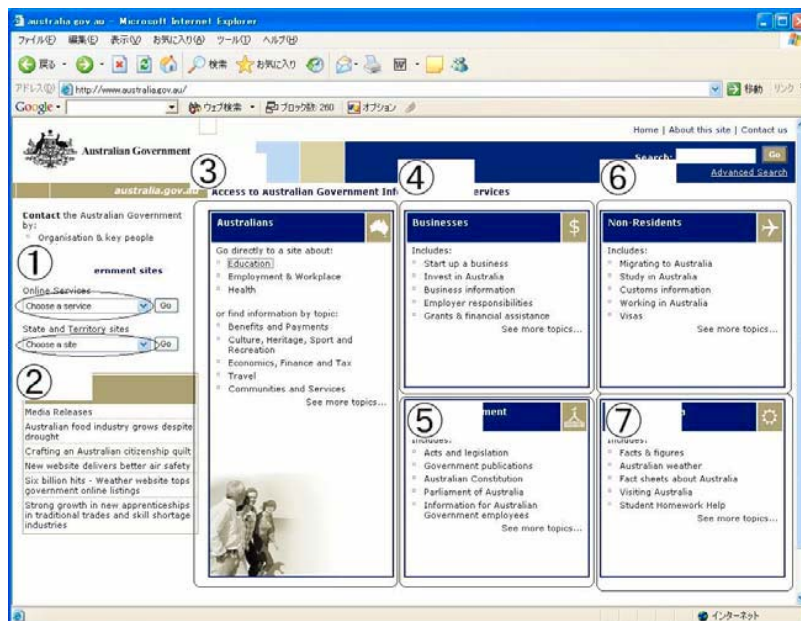 australia.gov.au - Microsoft Internet Explorer
ファイル(F) 編集(E) 表示(V) お気に入り(A) ツール(T) ヘルプ(H)
戻る 検索 お気に入り
アドレス(D) http://www.australia.gov.au/ 移動 リンク
Google ウェブ検索 ブロック数: 260 オプション
Home | About this site | Contact us
Australian Government
Search: Go
Advanced Search
australia.gov.au
Access to Australian Government services
Contact the Australian Government
by:
Organisation & key people
①
ernment sites
Online Services
Choose a service Go
State and Territory sites
Choose a site Go
②
Media Releases
Australian food industry grows despite
drought
Crafting an Australian citizenship quilt
New website delivers better air safety
Six billion hits - Weather website tops
government online listings
Strong growth in new apprenticeships
in traditional trades and skill shortage
industries
③
Australians
Go directly to a site about:
Education
Employment & Workplace
Health
or find information by topic:
Benefits and Payments
Culture, Heritage, Sport and
Recreation
Economics, Finance and Tax
Travel
Communities and Services
See more topics...
④
Businesses
$
Includes:
Start up a business
Invest in Australia
Business information
Employer responsibilities
Grants & financial assistance
See more topics...
⑤
ment
Includes:
Acts and legislation
Government publications
Australian Constitution
Parliament of Australia
Information for Australian
Government employees
See more topics...
⑥
Non-Residents
Includes:
Migrating to Australia
Study in Australia
Customs information
Working in Australia
Visas
See more topics...
⑦
Includes:
Facts & figures
Australian weather
Fact sheets about Australia
Visiting Australia
Student Homework Help
See more topics...
インターネット